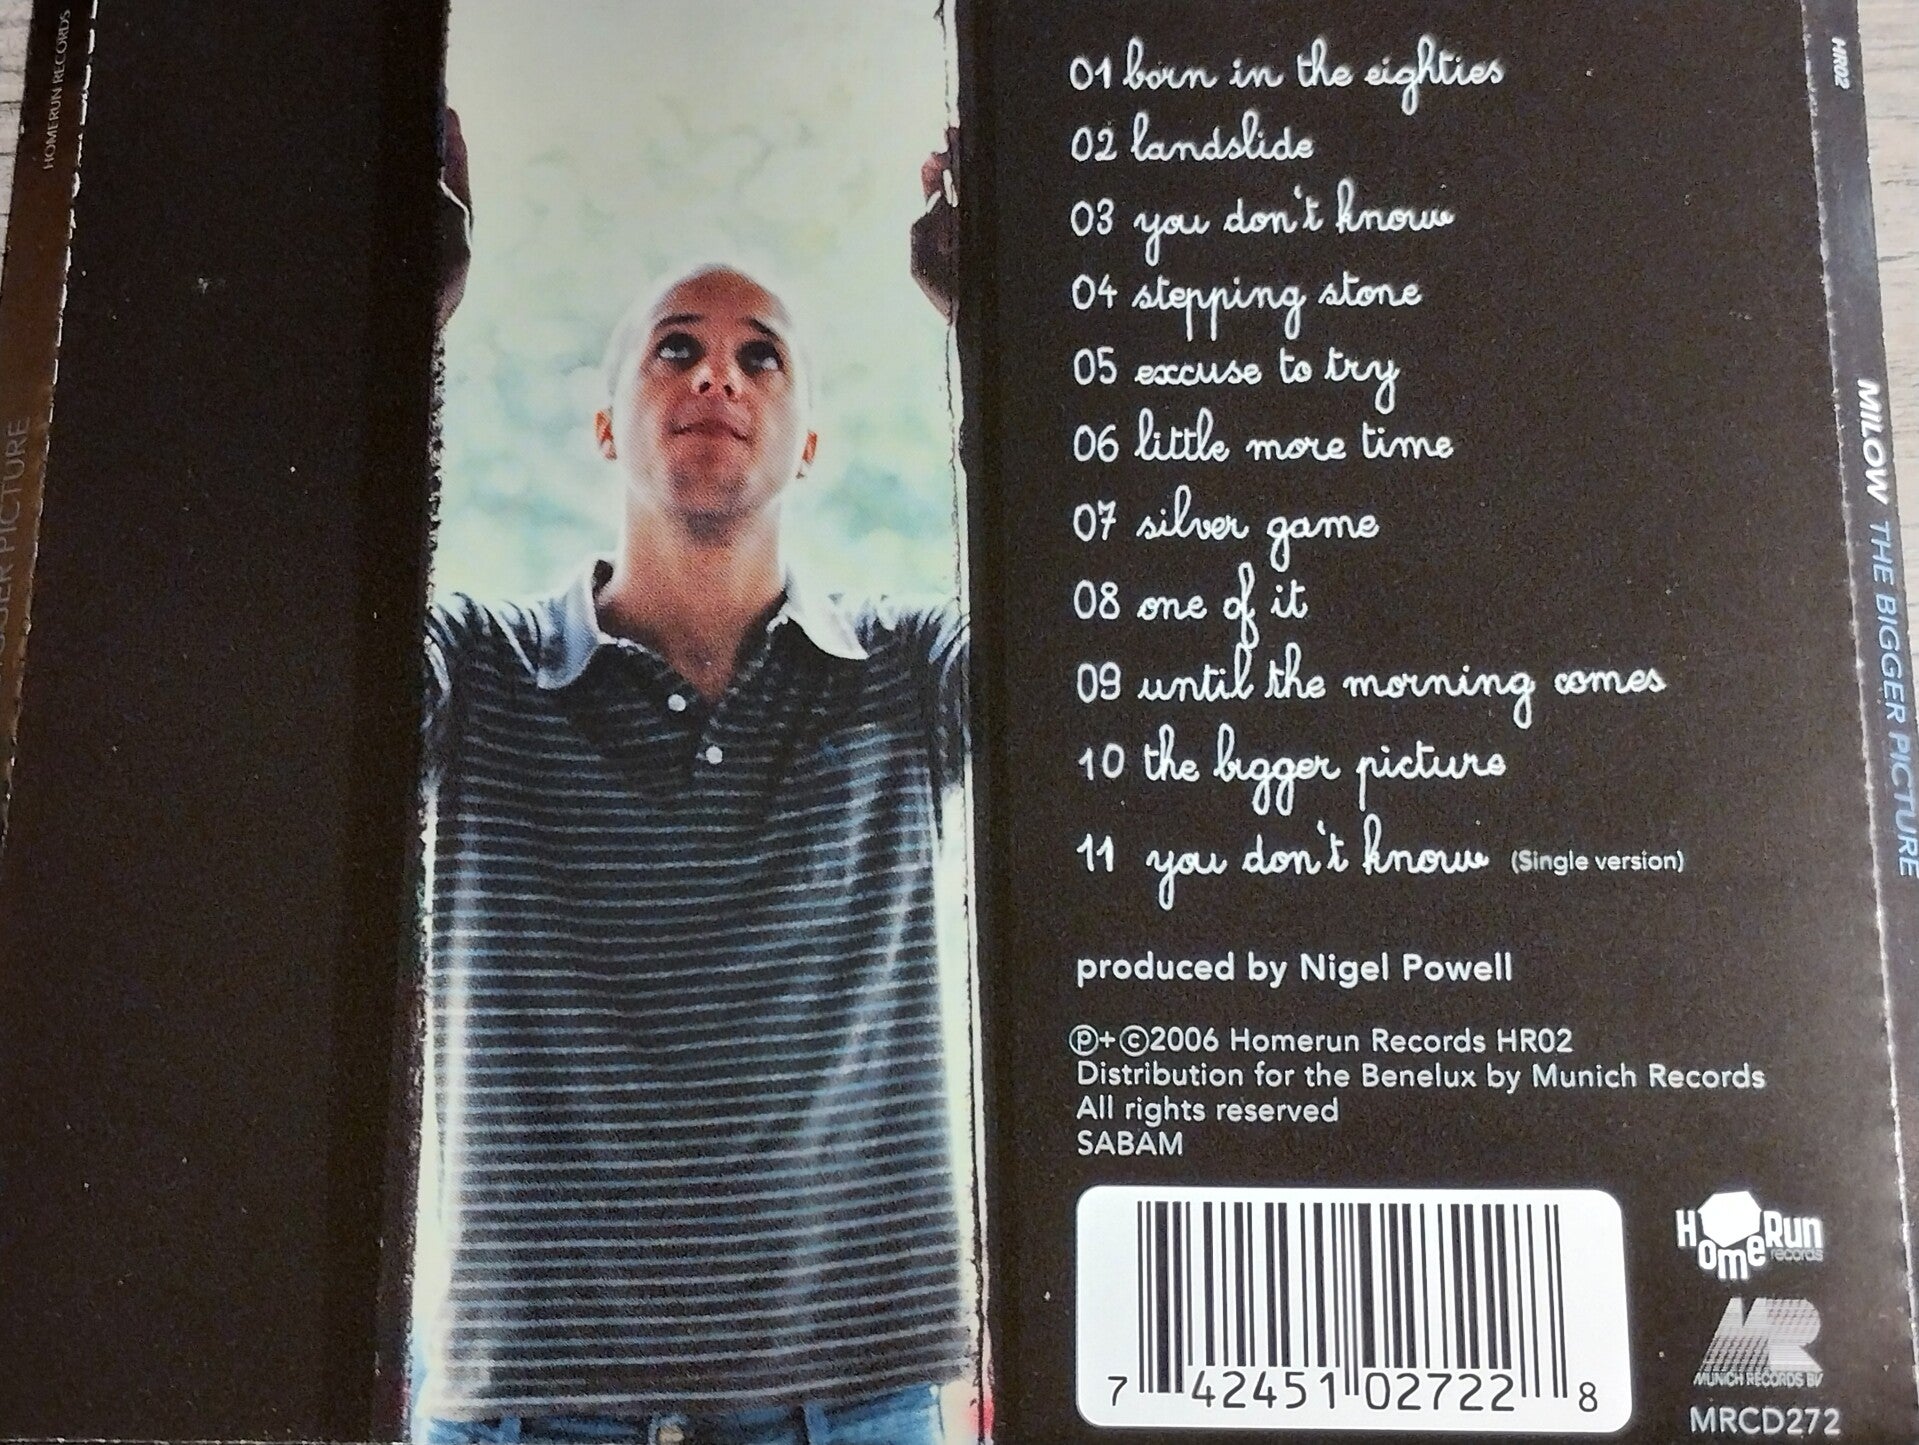 HOMERUN RECORDS
PICTURE
01 born in the eighties
02 landslide
03 you don't know
04 stepping stone
05 excuse to try
06 little more time
07 silver game
08 one of it
09 until the morning comes
10 the bigger picture
11 you don't know (Single version)
produced by Nigel Powell
℗+©2006 Homerun Records HR02
Distribution for the Benelux by Munich Records
All rights reserved
SABAM
7 42451 02722 8
HomeRun
records
MR
MUNICH RECORDS BV
MRCD272
HR02
MILOW THE BIGGER PICTURE